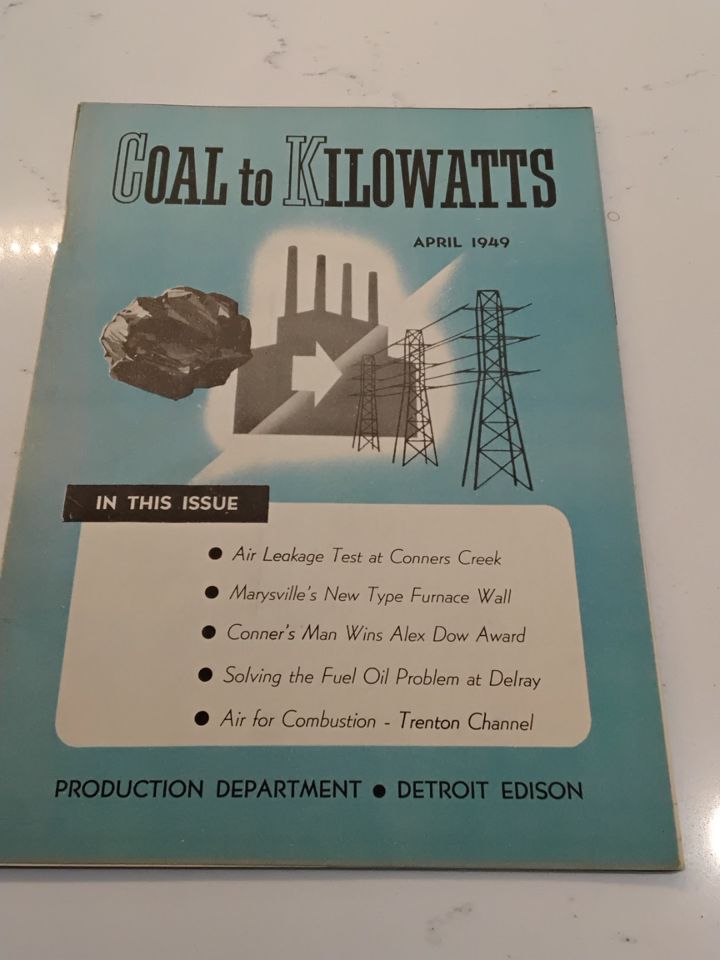 COAL to KILOWATTS
APRIL 1949
IN THIS ISSUE
● Air Leakage Test at Conners Creek
● Marysville's New Type Furnace Wall
● Conner's Man Wins Alex Dow Award
● Solving the Fuel Oil Problem at Delray
● Air for Combustion - Trenton Channel
PRODUCTION DEPARTMENT ● DETROIT EDISON